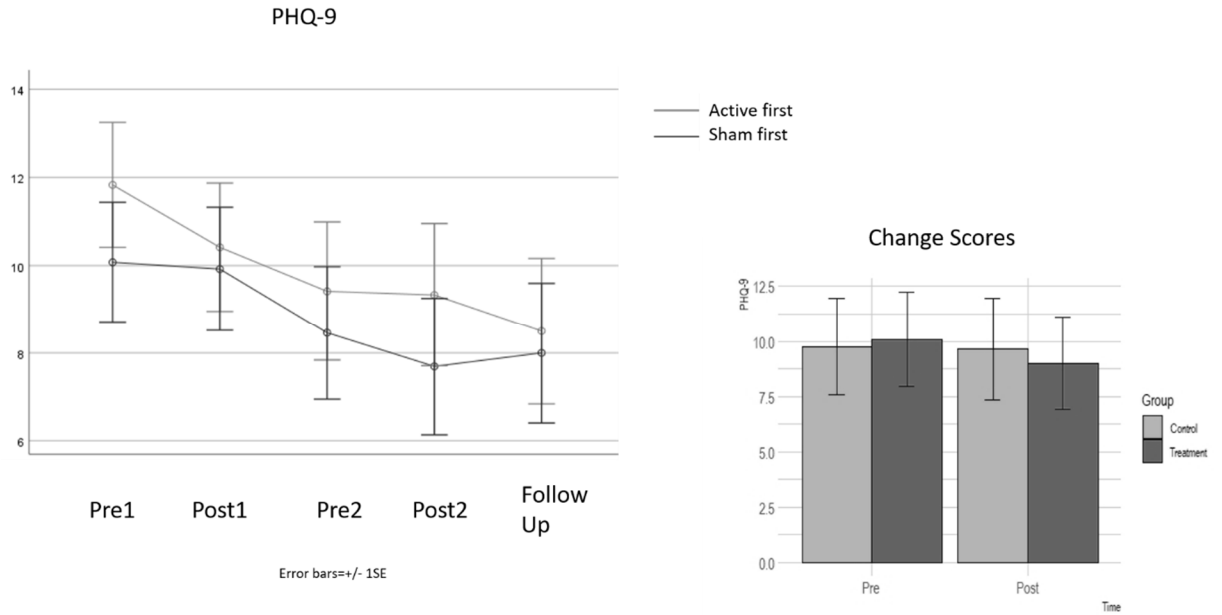 PHQ-9
14
12
10
8
6
Pre1
Post1
Pre2
Post2
Follow
Up
Error bars=+/- 1SE
Active first
Sham first
Change Scores
PHQ-9
12.5
10.0
7.5
5.0
2.5
0.0
Pre
Post
Time
Group
Control
Treatment